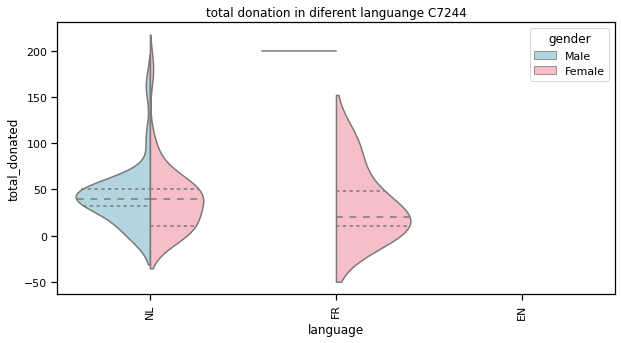 total donation in diferent languange C7244
gender
Male
Female
200
150
100
50
0
−50
total_donated
NL
FR
EN
language